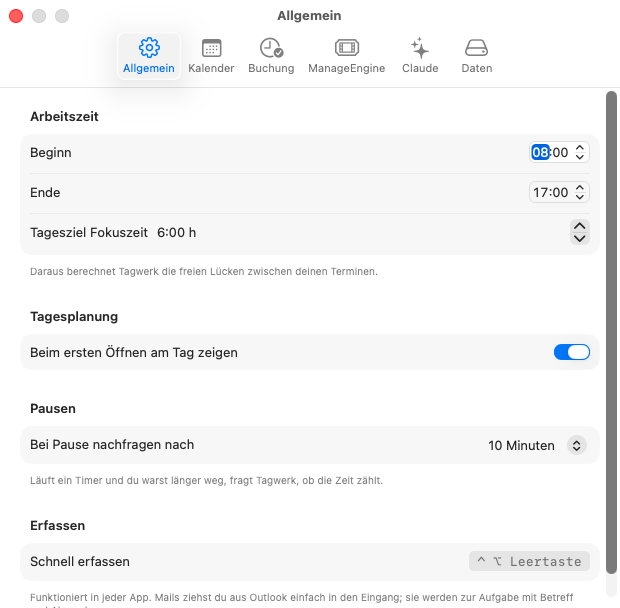 Allgemein
Allgemein Kalender Buchung ManageEngine Claude Daten
Arbeitszeit
Beginn 08:00
Ende 17:00
Tagesziel Fokuszeit 6:00 h
Daraus berechnet Tagwerk die freien Lücken zwischen deinen Terminen.
Tagesplanung
Beim ersten Öffnen am Tag zeigen
Pausen
Bei Pause nachfragen nach 10 Minuten
Läuft ein Timer und du warst länger weg, fragt Tagwerk, ob die Zeit zählt.
Erfassen
Schnell erfassen ^ ⌥ Leertaste
Funktioniert in jeder App. Mails ziehst du aus Outlook einfach in den Eingang; sie werden zur Aufgabe mit Betreff